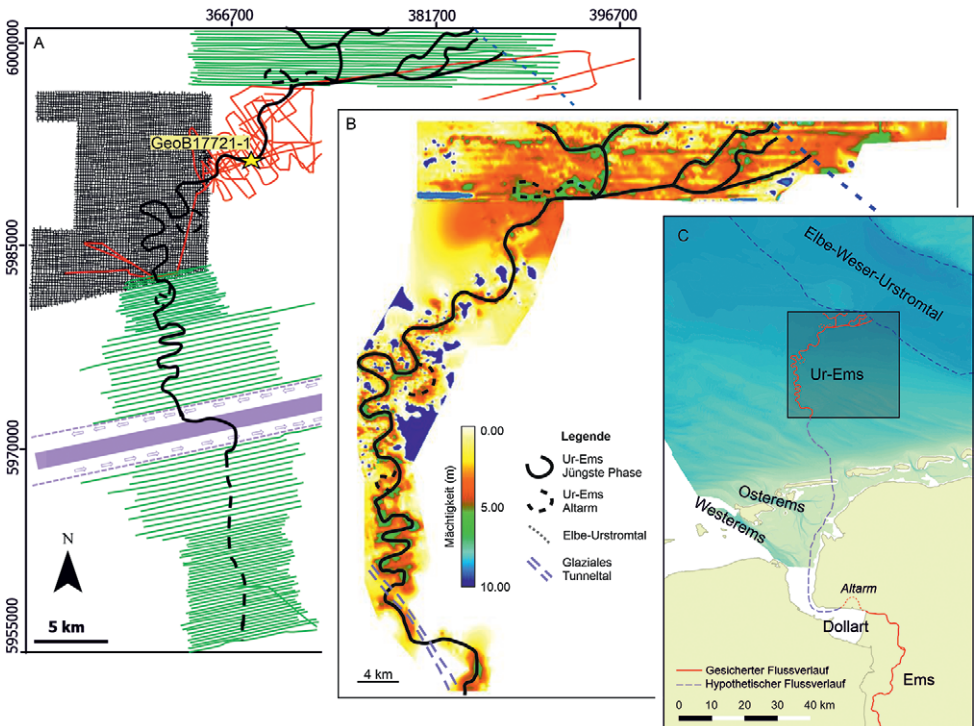 366700
381700
396700
6000000
5985000
5970000
5955000
A
GeoB17721-1
N
5 km
B
0.00
5.00
10.00
Mächtigkeit (m)
Legende
Ur-Ems
Jüngste Phase
Ur-Ems
Altarm
Elbe-Urstromtal
Glaziales
Tunneltal
4 km
C
Elbe-Weser-Urstromtal
Ur-Ems
Osterems
Westerems
Altarm
Dollart
Ems
Gesicherter Flussverlauf
Hypothetischer Flussverlauf
0 10 20 30 40 km